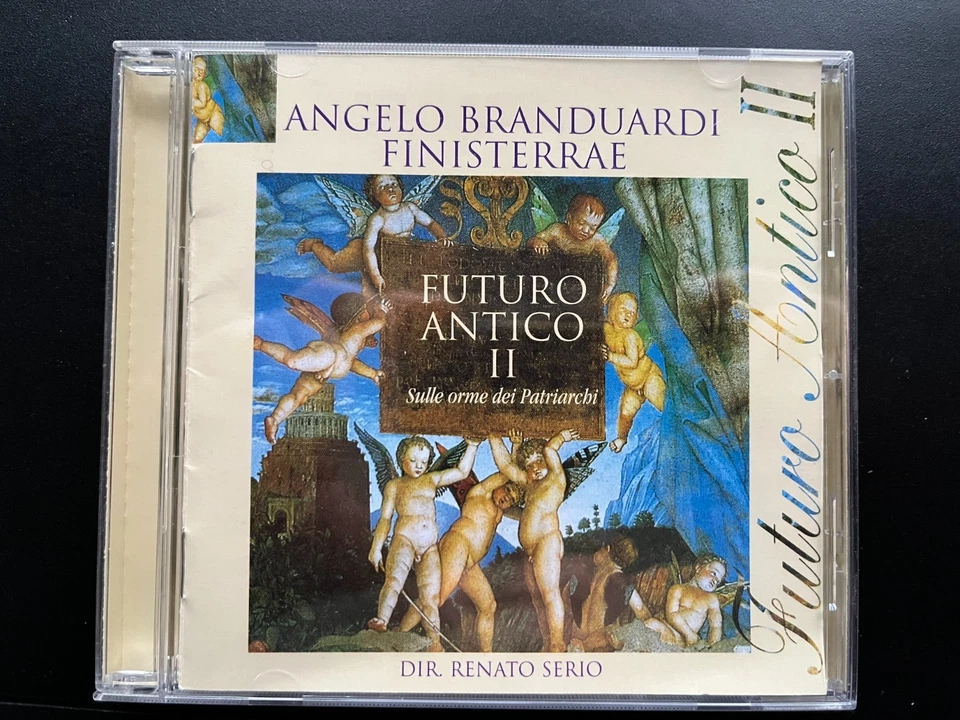 ANGELO BRANDUARDI
FINISTERRAE
FUTURO
ANTICO
II
Sulle orme dei Patriarchi
DIR. RENATO SERIO
Futuro Antico II